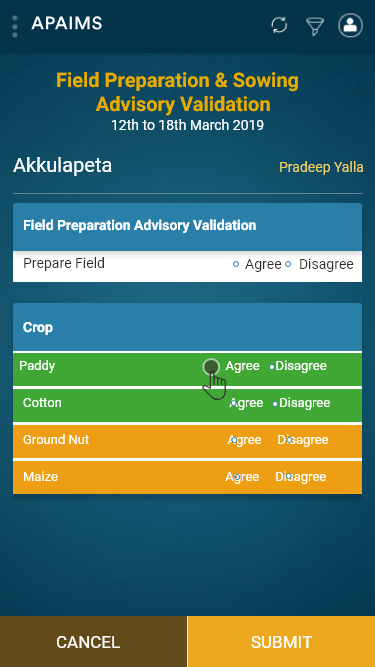 APAIMS
Field Preparation & Sowing
Advisory Validation
12th to 18th March 2019
Akkulapeta
Pradeep Yalla
Field Preparation Advisory Validation
Prepare Field Agree Disagree
Crop
Paddy Agree Disagree
Cotton Agree Disagree
Ground Nut Agree Disagree
Maize Agree Disagree
CANCEL SUBMIT